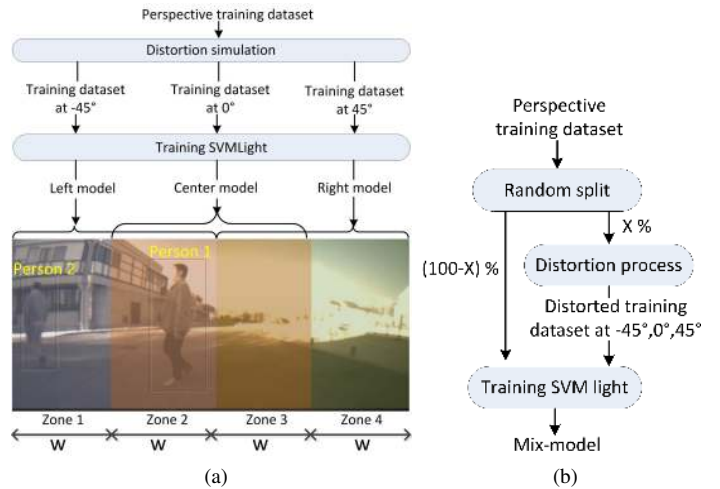 Perspective training dataset
Distortion simulation
Training dataset
at -45°
Training dataset
at 0°
Training dataset
at 45°
Training SVMLight
Left model
Center model
Right model
Person 2
Person 1
Zone 1
Zone 2
Zone 3
Zone 4
W
W
W
W
(a)
Perspective
training dataset
Random split
X %
(100-X) %
Distortion process
Distorted training
dataset at -45°,0°,45°
Training SVM light
Mix-model
(b)